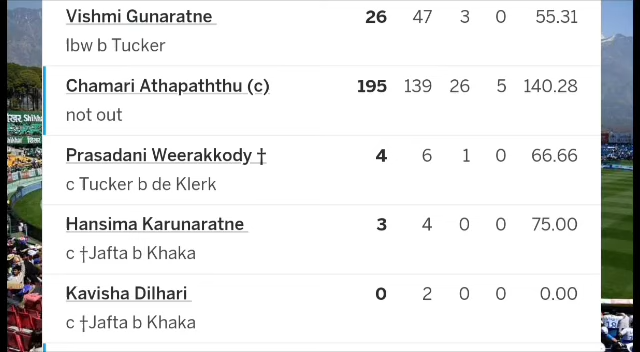 Vishmi Gunaratne 26 47 3 0 55.31
lbw b Tucker
Chamari Athapaththu (c) 195 139 26 5 140.28
not out
Prasadani Weerakkody † 4 6 1 0 66.66
c Tucker b de Klerk
Hansima Karunaratne 3 4 0 0 75.00
c †Jafta b Khaka
Kavisha Dilhari 0 2 0 0 0.00
c †Jafta b Khaka